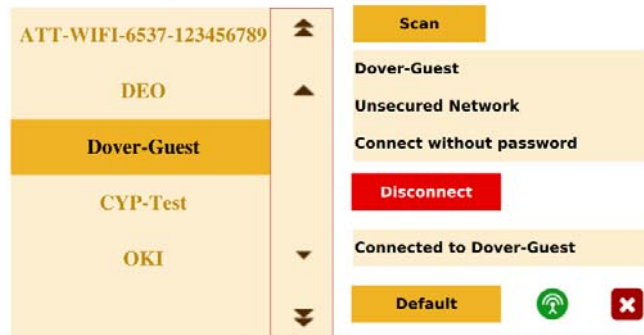 ATT-WIFI-6537-123456789
DEO
Dover-Guest
CYP-Test
OKI
Scan
Dover-Guest
Unsecured Network
Connect without password
Disconnect
Connected to Dover-Guest
Default